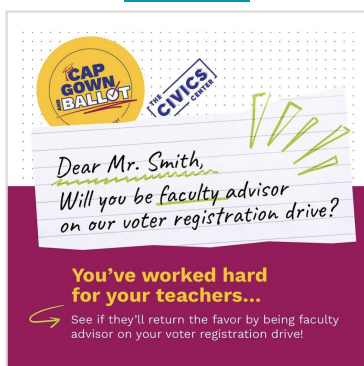 CAP
GOWN
AND BALLOT
THE CIVICS CENTER
Dear Mr. Smith,
Will you be faculty advisor
on our voter registration drive?
You've worked hard
for your teachers...
See if they'll return the favor by being faculty
advisor on your voter registration drive!